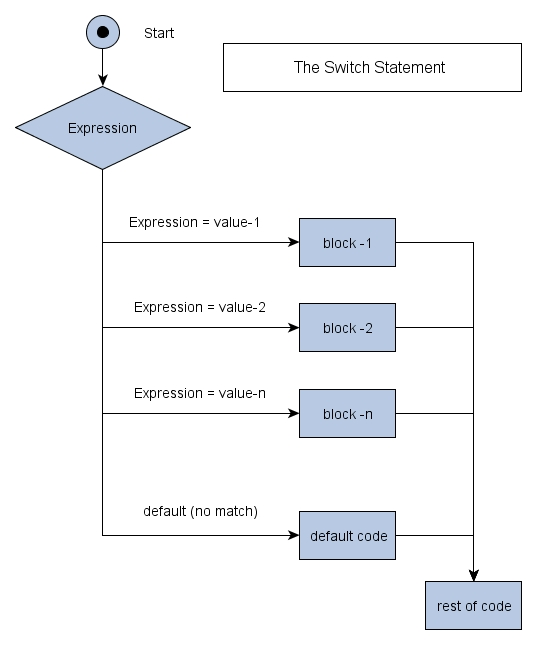 Start
The Switch Statement
Expression
Expression = value-1
block -1
Expression = value-2
block -2
Expression = value-n
block -n
default (no match)
default code
rest of code